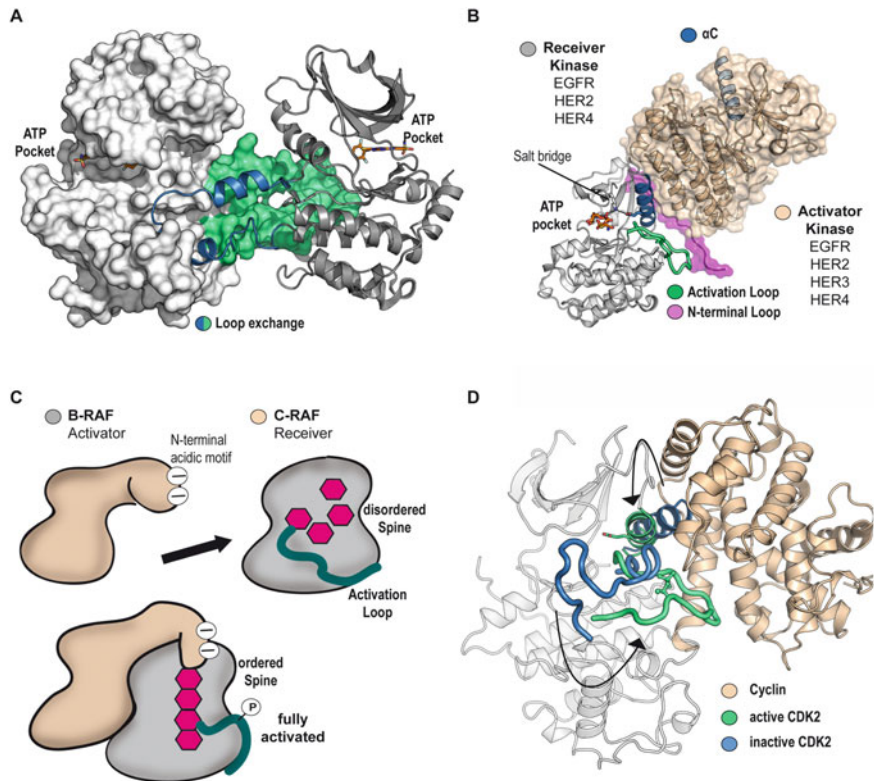 A
ATP
Pocket
ATP
Pocket
Loop exchange
B
αC
Receiver
Kinase
EGFR
HER2
HER4
Salt bridge
ATP
pocket
Activator
Kinase
EGFR
HER2
HER3
HER4
Activation Loop
N-terminal Loop
C
B-RAF
Activator
C-RAF
Receiver
N-terminal
acidic motif
disordered
Spine
Activation
Loop
ordered
Spine
P
fully
activated
D
Cyclin
active CDK2
inactive CDK2